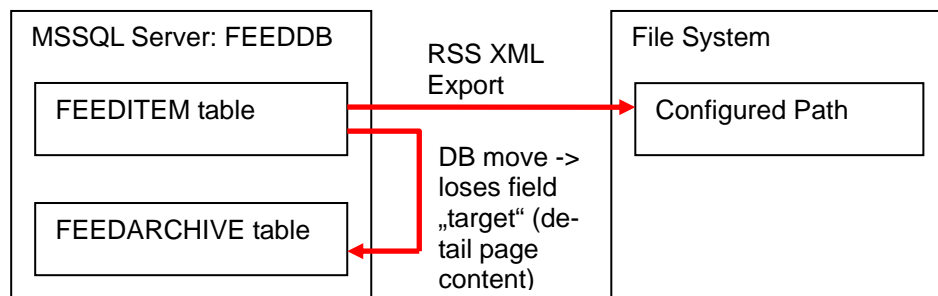 MSSQL Server: FEEDDB
FEEDITEM table
FEEDARCHIVE table
RSS XML
Export
DB move ->
loses field
„target“ (de-
tail page
content)
File System
Configured Path